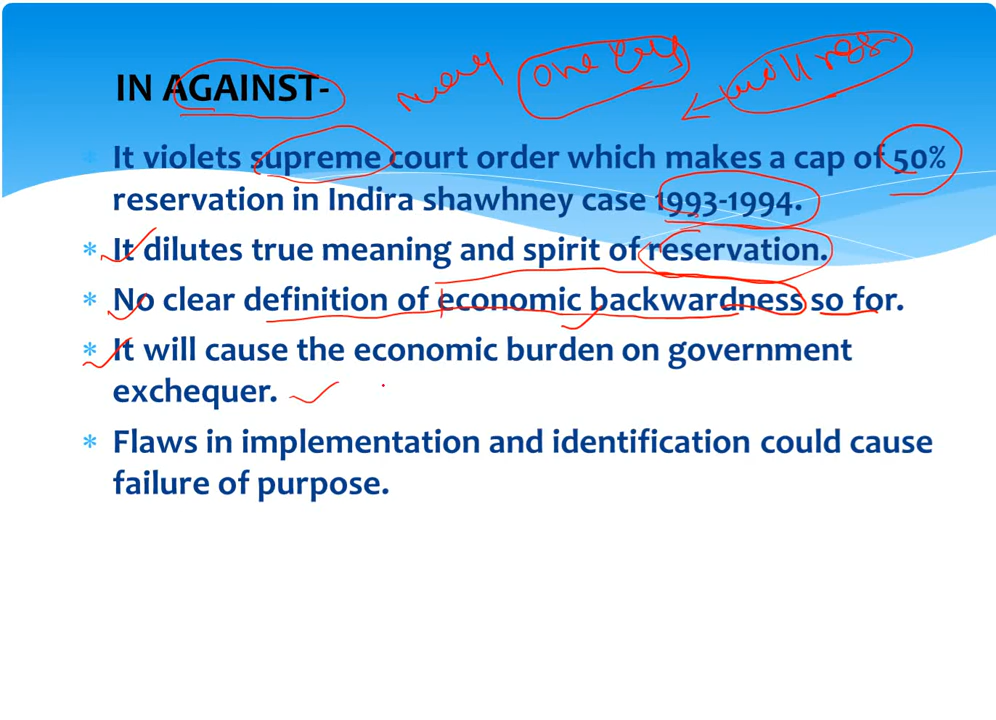 IN AGAINST-
It violets supreme court order which makes a cap of 50%
reservation in Indira shawhney case 1993-1994.
It dilutes true meaning and spirit of reservation.
No clear definition of economic backwardness so for.
It will cause the economic burden on government
exchequer.
Flaws in implementation and identification could cause
failure of purpose.